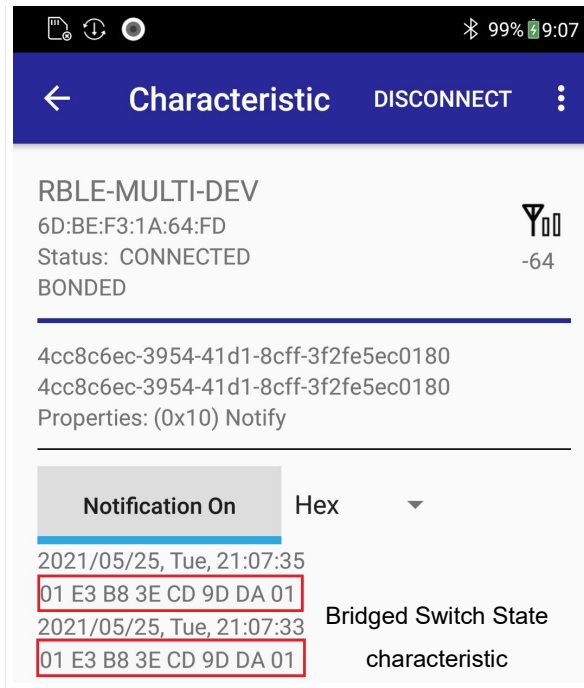 99% 9:07
Characteristic DISCONNECT
RBLE-MULTI-DEV
6D:BE:F3:1A:64:FD
Status: CONNECTED
-64
BONDED
4cc8c6ec-3954-41d1-8cff-3f2fe5ec0180
4cc8c6ec-3954-41d1-8cff-3f2fe5ec0180
Properties: (0x10) Notify
Notification On Hex
2021/05/25, Tue, 21:07:35
01 E3 B8 3E CD 9D DA 01
2021/05/25, Tue, 21:07:33
01 E3 B8 3E CD 9D DA 01
Bridged Switch State
characteristic